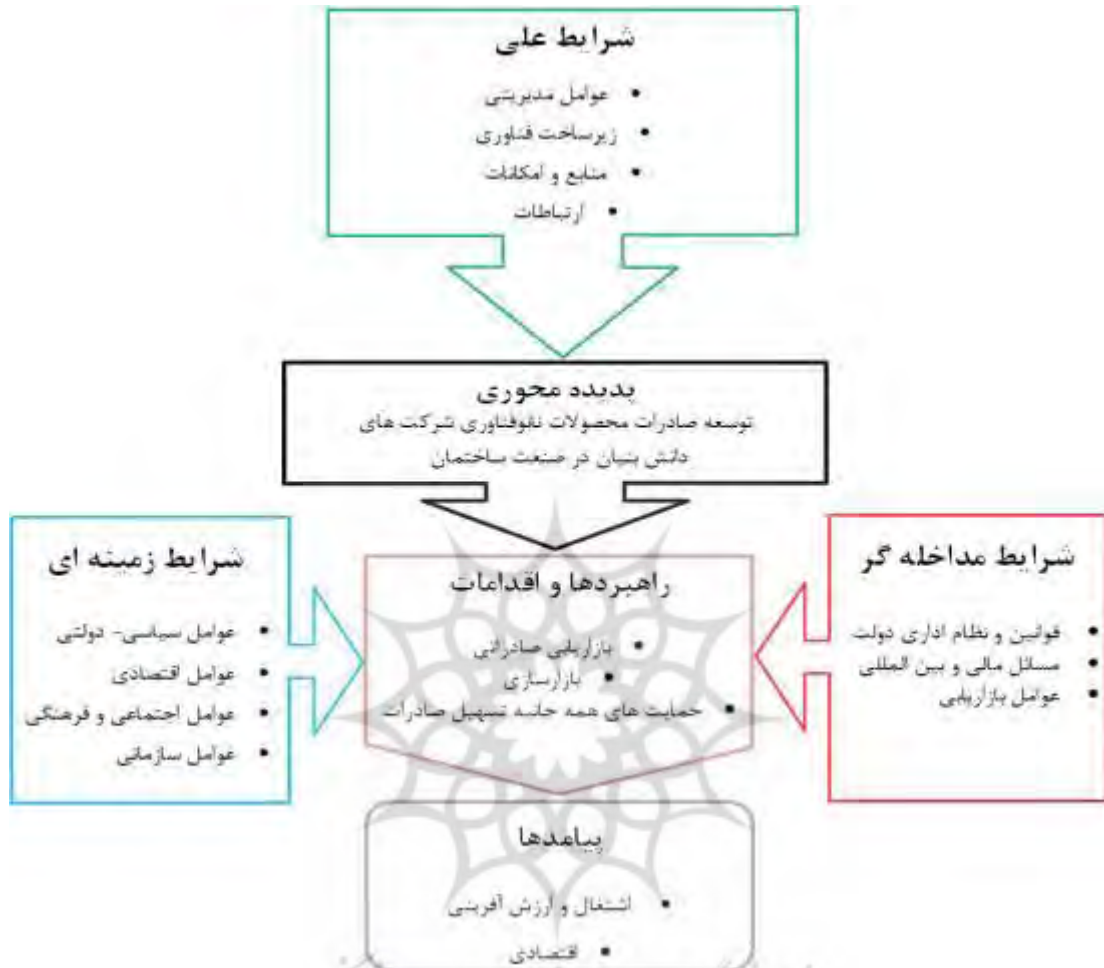 شرایط علی
• عوامل مدیریتی
• زیرساخت فناوری
• منابع و امکانات
• ارتباطات
پدیده محوری
توسعه صادرات محصولات نانوفناوری شرکت های
دانش بنیان در صنعت ساختمان
شرایط مداخله گر
• قوانین و نظام اداری دولت
• مسائل مالی و بین المللی
• عوامل بازاریابی
راهبردها و اقدامات
• بازاریابی صادراتی
• بازارسازی
• حمایت های همه جانبه تسهیل صادرات
شرایط زمینه ای
• عوامل سیاسی- دولتی
• عوامل اقتصادی
• عوامل اجتماعی و فرهنگی
• عوامل سازمانی
پیامدها
• اشتغال و ارزش آفرینی
• اقتصادی